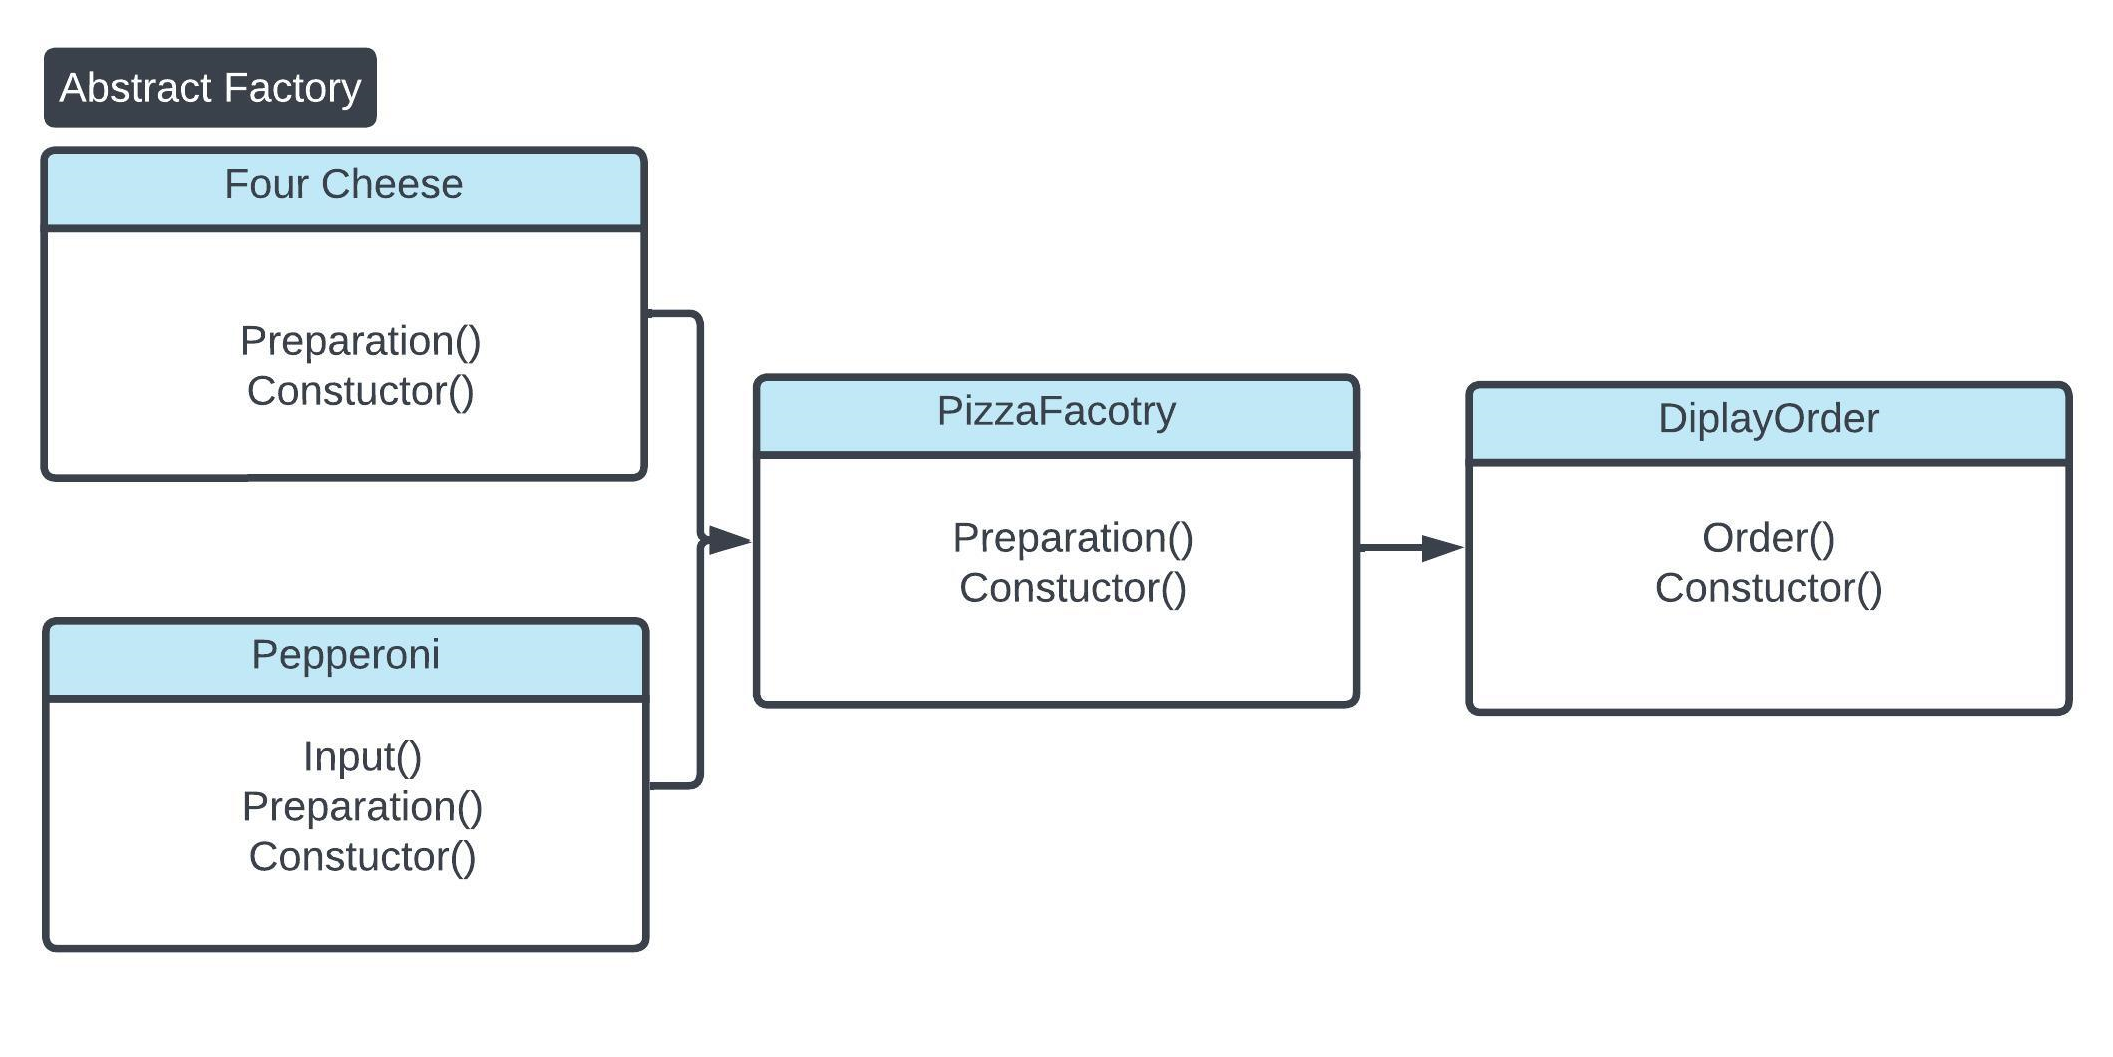 Abstract Factory
Four Cheese
Preparation()
Constuctor()
Pepperoni
Input()
Preparation()
Constuctor()
PizzaFacotry
Preparation()
Constuctor()
DiplayOrder
Order()
Constuctor()